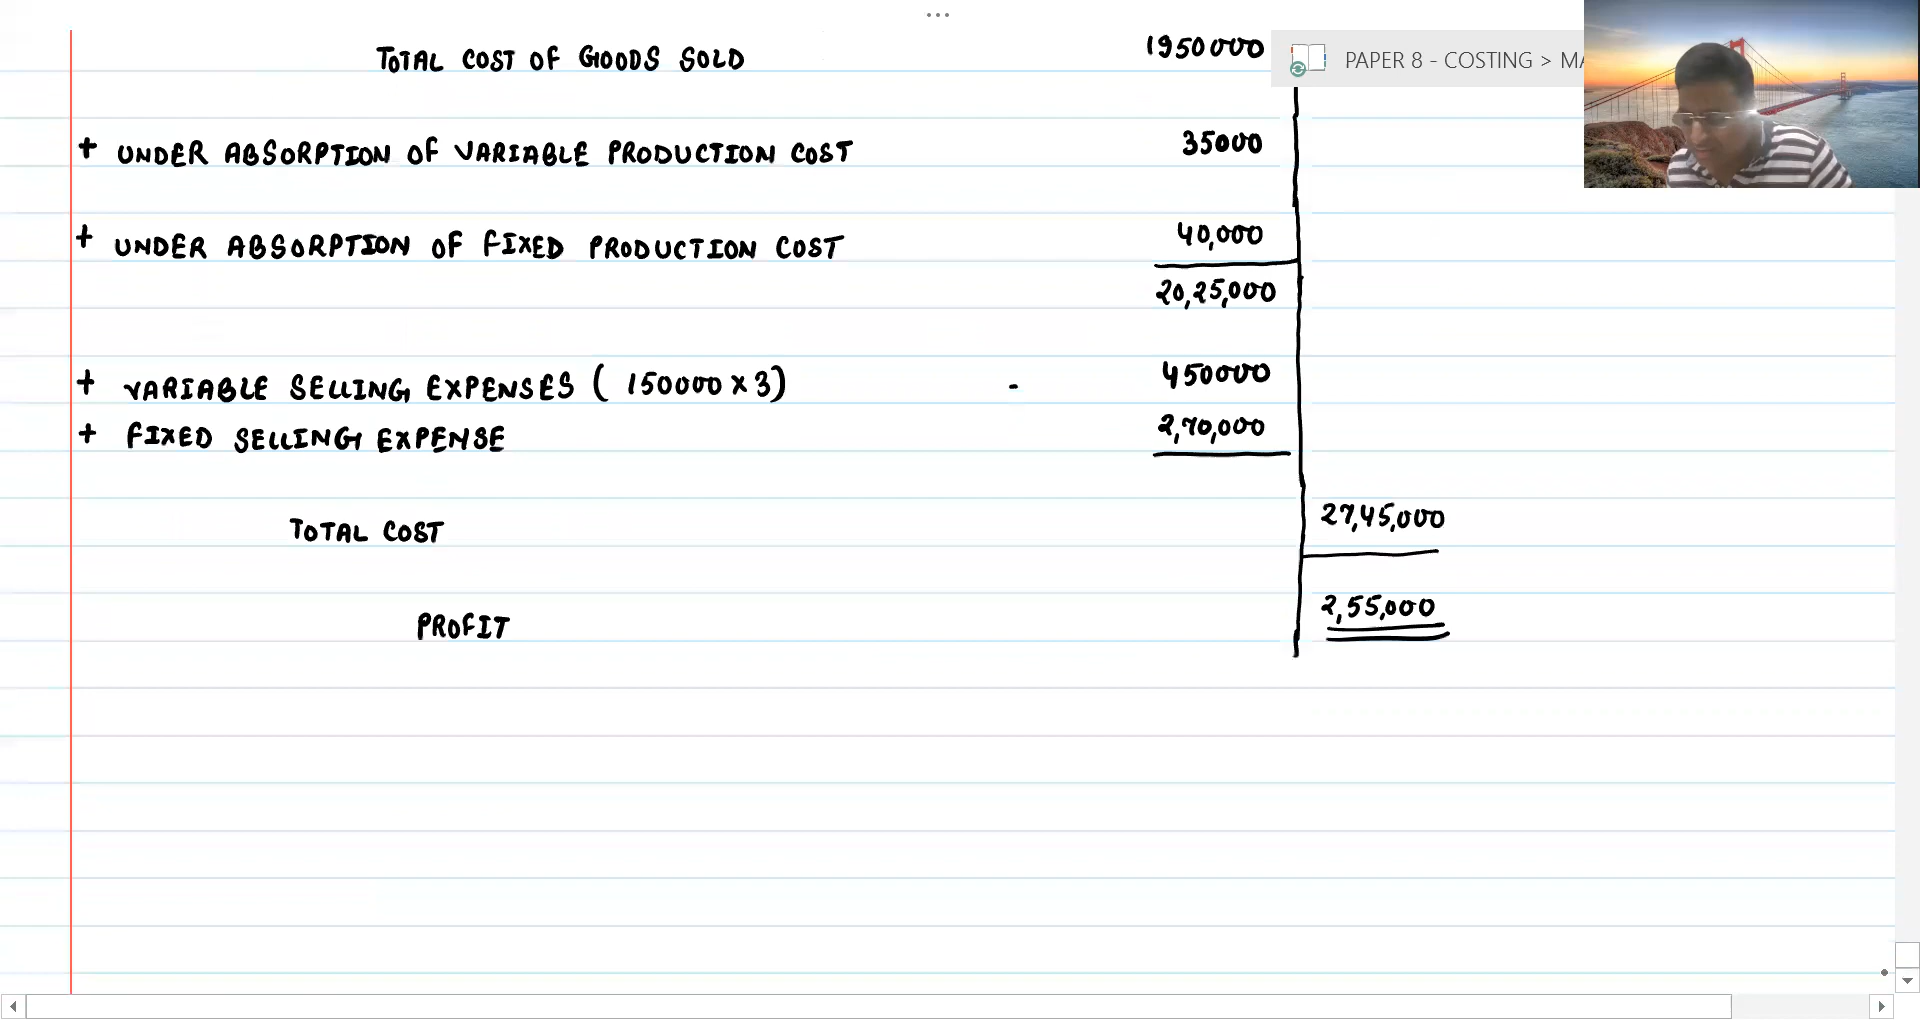 ...
TOTAL COST OF GOODS SOLD 1950000
PAPER 8 - COSTING > MA
+ UNDER ABSORPTION OF VARIABLE PRODUCTION COST 35000
+ UNDER ABSORPTION OF FIXED PRODUCTION COST 40,000
20,25,000
+ VARIABLE SELLING EXPENSES ( 150000 x 3) - 450000
+ FIXED SELLING EXPENSE 2,70,000
TOTAL COST 27,45,000
PROFIT 2,55,000